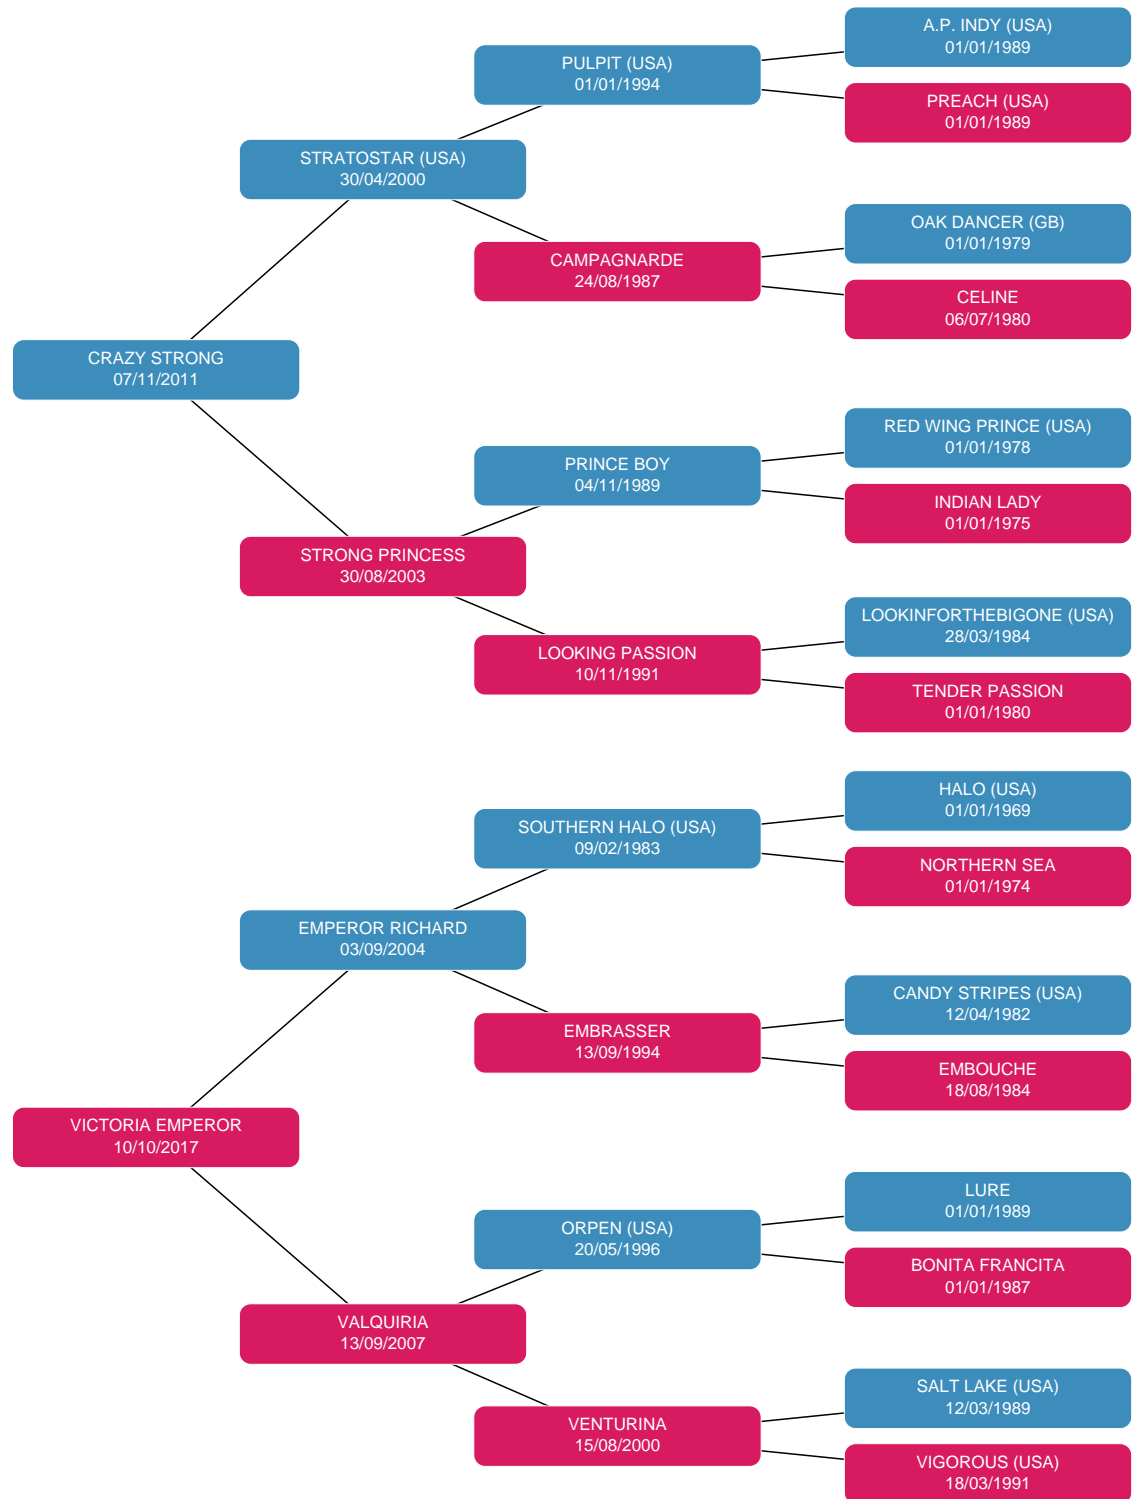 A.P. INDY (USA)
01/01/1989
PULPIT (USA)
01/01/1994
PREACH (USA)
01/01/1989
STRATOSTAR (USA)
30/04/2000
OAK DANCER (GB)
01/01/1979
CAMPAGNARDE
24/08/1987
CELINE
06/07/1980
CRAZY STRONG
07/11/2011
RED WING PRINCE (USA)
01/01/1978
PRINCE BOY
04/11/1989
INDIAN LADY
01/01/1975
STRONG PRINCESS
30/08/2003
LOOKINFORTHEBIGONE (USA)
28/03/1984
LOOKING PASSION
10/11/1991
TENDER PASSION
01/01/1980
HALO (USA)
01/01/1969
SOUTHERN HALO (USA)
09/02/1983
NORTHERN SEA
01/01/1974
EMPEROR RICHARD
03/09/2004
CANDY STRIPES (USA)
12/04/1982
EMBRASSER
13/09/1994
EMBOUCHE
18/08/1984
VICTORIA EMPEROR
10/10/2017
LURE
01/01/1989
ORPEN (USA)
20/05/1996
BONITA FRANCITA
01/01/1987
VALQUIRIA
13/09/2007
SALT LAKE (USA)
12/03/1989
VENTURINA
15/08/2000
VIGOROUS (USA)
18/03/1991